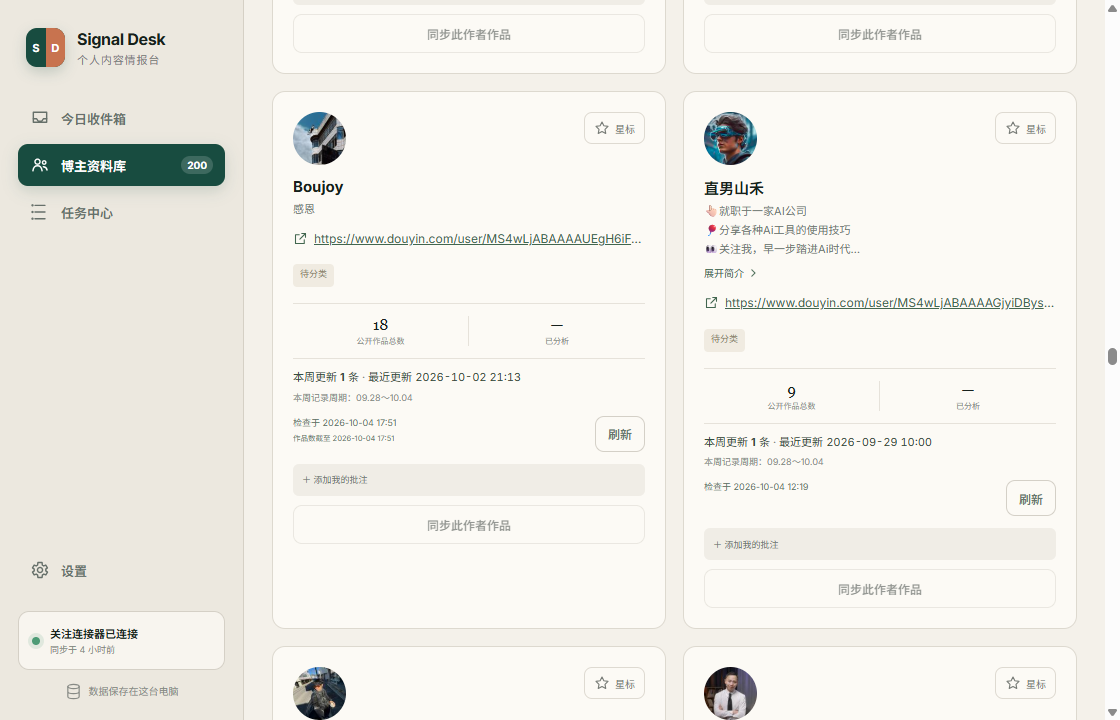 S D
Signal Desk
个人内容情报台
今日收件箱
博主资料库
200
任务中心
设置
关注连接器已连接
同步于 4 小时前
数据保存在这台电脑
同步此作者作品
同步此作者作品
星标
Boujoy
感恩
https://www.douyin.com/user/MS4wLjABAAAAUEgH6iF...
待分类
18
公开作品总数
—
已分析
本周更新 1 条 · 最近更新 2026-10-02 21:13
本周记录周期：09.28～10.04
检查于 2026-10-04 17:51
作品数截至 2026-10-04 17:51
刷新
+ 添加我的批注
同步此作者作品
星标
直男山禾
👆🏻就职于一家AI公司
🎈分享各种Ai工具的使用技巧
👀关注我，早一步踏进Ai时代...
展开简介
https://www.douyin.com/user/MS4wLjABAAAAGjyiDBys...
待分类
9
公开作品总数
—
已分析
本周更新 1 条 · 最近更新 2026-09-29 10:00
本周记录周期：09.28～10.04
检查于 2026-10-04 12:19
刷新
+ 添加我的批注
同步此作者作品
星标
星标